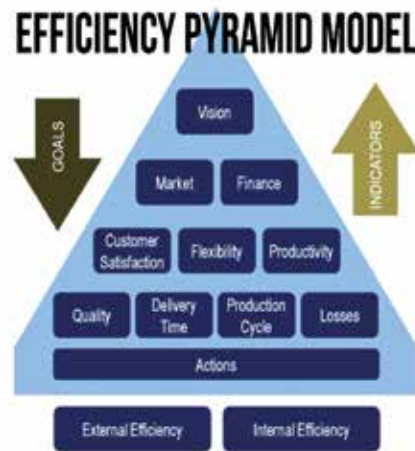 EFFICIENCY PYRAMID MODEL
GOALS
INDICATORS
Vision
Market
Finance
Customer
Satisfaction
Flexibility
Productivity
Quality
Delivery
Time
Production
Cycle
Losses
Actions
External Efficiency
Internal Efficiency